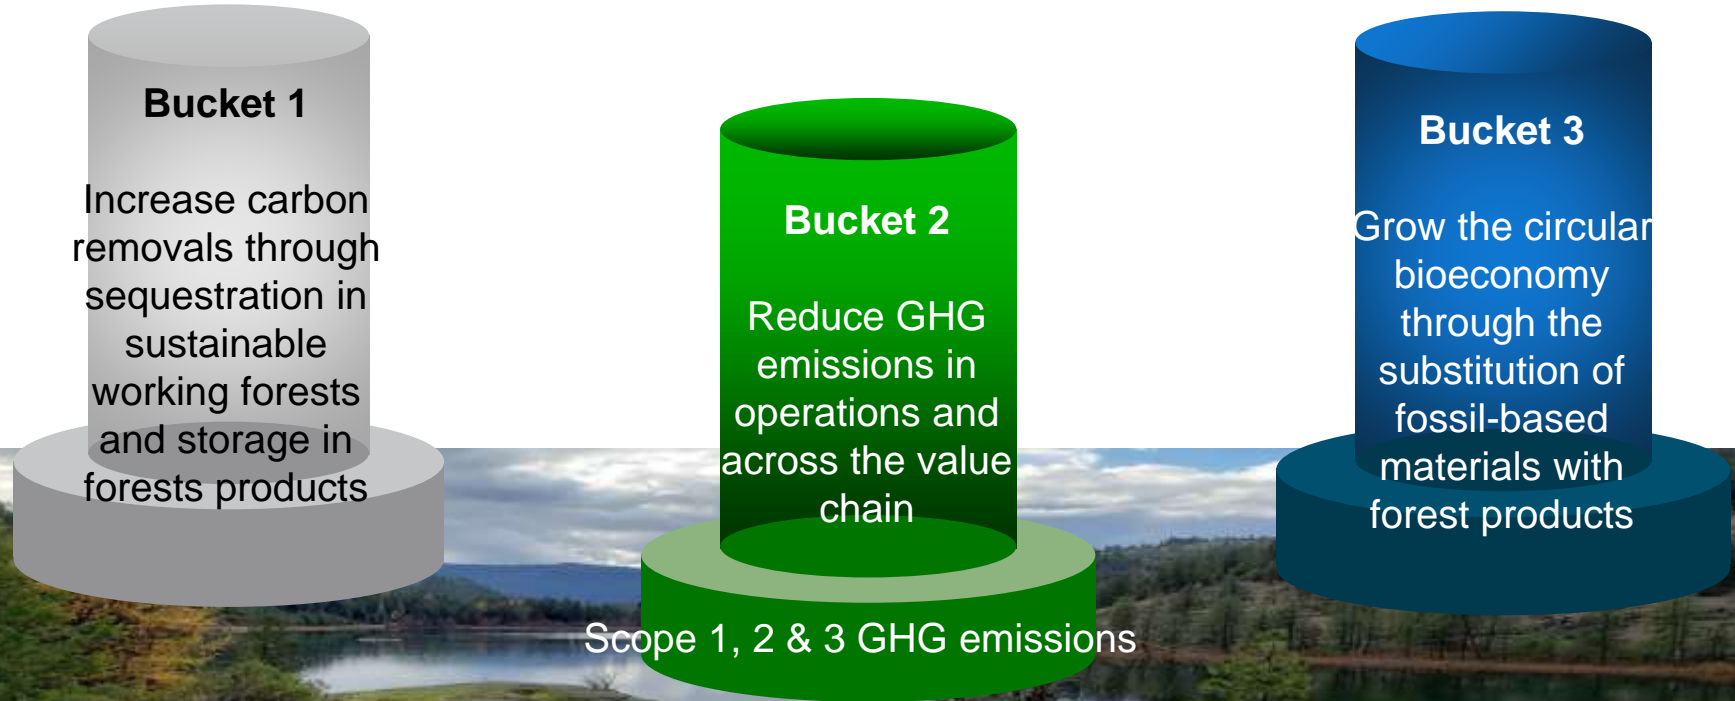 Bucket 1
Increase carbon
removals through
sequestration in
sustainable
working forests
and storage in
forests products
Bucket 2
Reduce GHG
emissions in
operations and
across the value
chain
Scope 1, 2 & 3 GHG emissions
Bucket 3
Grow the circular
bioeconomy
through the
substitution of
fossil-based
materials with
forest products